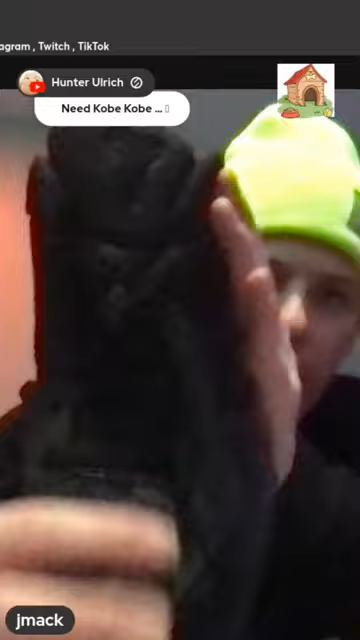 agram , Twitch , TikTok
Hunter Ulrich
Need Kobe Kobe ...
jmack